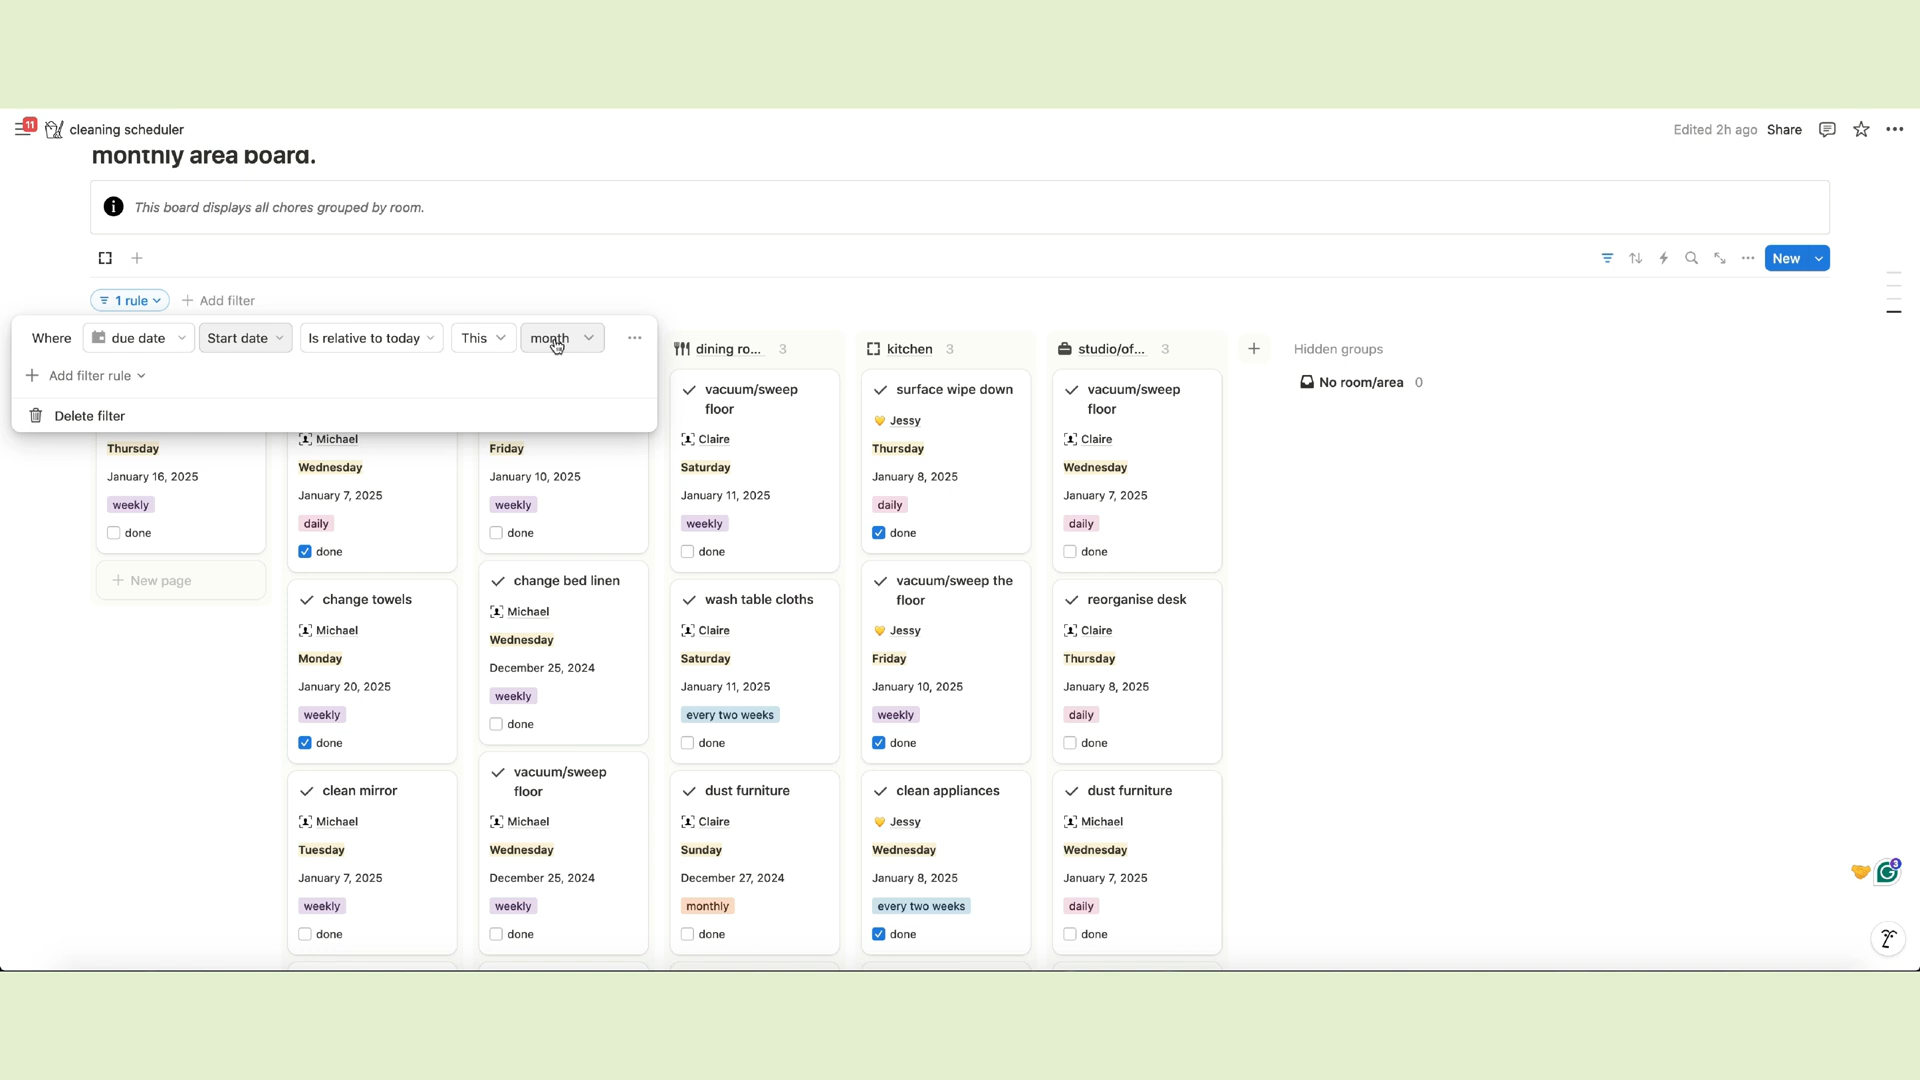 11
cleaning scheduler
Edited 2h ago
Share
monthly area board.
This board displays all chores grouped by room.
New
1 rule
Add filter
Where
due date
Start date
Is relative to today
This
month
Add filter rule
Delete filter
Thursday
January 16, 2025
weekly
done
New page
Michael
Wednesday
January 7, 2025
daily
done
change towels
Michael
Monday
January 20, 2025
weekly
done
clean mirror
Michael
Tuesday
January 7, 2025
weekly
done
Friday
January 10, 2025
weekly
done
change bed linen
Michael
Wednesday
December 25, 2024
weekly
done
vacuum/sweep
floor
Michael
Wednesday
December 25, 2024
weekly
done
dining ro... 3
vacuum/sweep
floor
Claire
Saturday
January 11, 2025
weekly
done
wash table cloths
Claire
Saturday
January 11, 2025
every two weeks
done
dust furniture
Claire
Sunday
December 27, 2024
monthly
done
kitchen 3
surface wipe down
Jessy
Thursday
January 8, 2025
daily
done
vacuum/sweep the
floor
Jessy
Friday
January 10, 2025
weekly
done
clean appliances
Jessy
Wednesday
January 8, 2025
every two weeks
done
studio/of... 3
vacuum/sweep
floor
Claire
Wednesday
January 7, 2025
daily
done
reorganise desk
Claire
Thursday
January 8, 2025
daily
done
dust furniture
Michael
Wednesday
January 7, 2025
daily
done
Hidden groups
No room/area 0
3